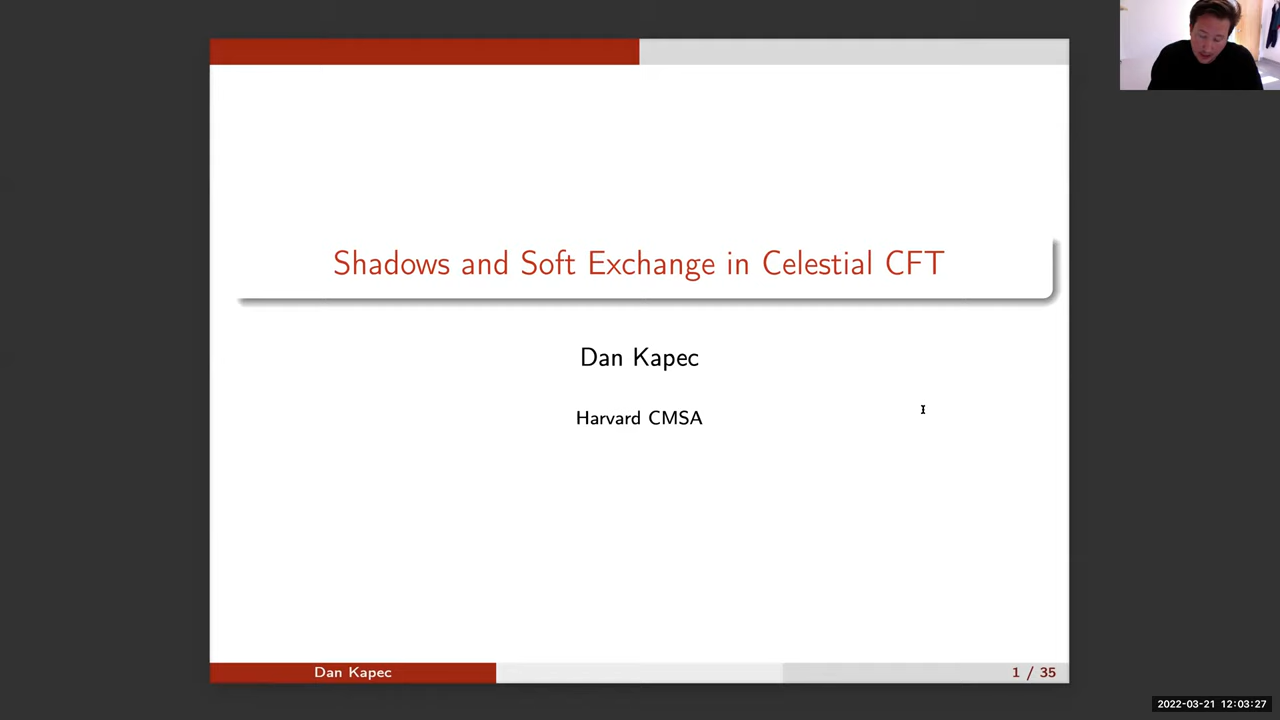 Shadows and Soft Exchange in Celestial CFT
Dan Kapec
Harvard CMSA
Dan Kapec
1 / 35
2022-03-21 12:03:27